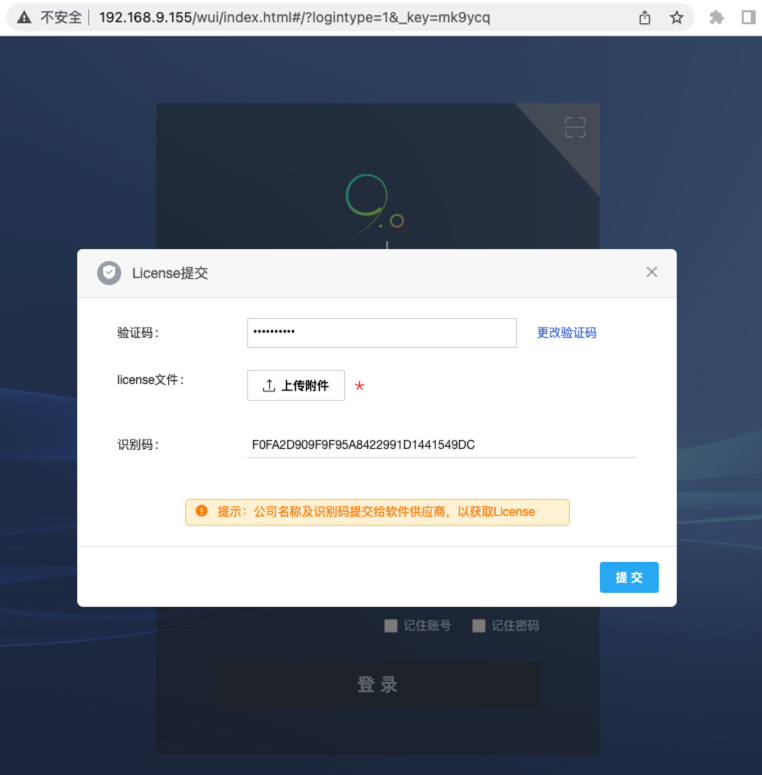 不安全 192.168.9.155/wui/index.html#/?logintype=1&_key=mk9ycq
License提交
验证码： •••••••••• 更改验证码
license文件： 上传附件 *
识别码： F0FA2D909F9F95A8422991D1441549DC
提示：公司名称及识别码提交给软件供应商，以获取License
提交
记住账号 记住密码
登录